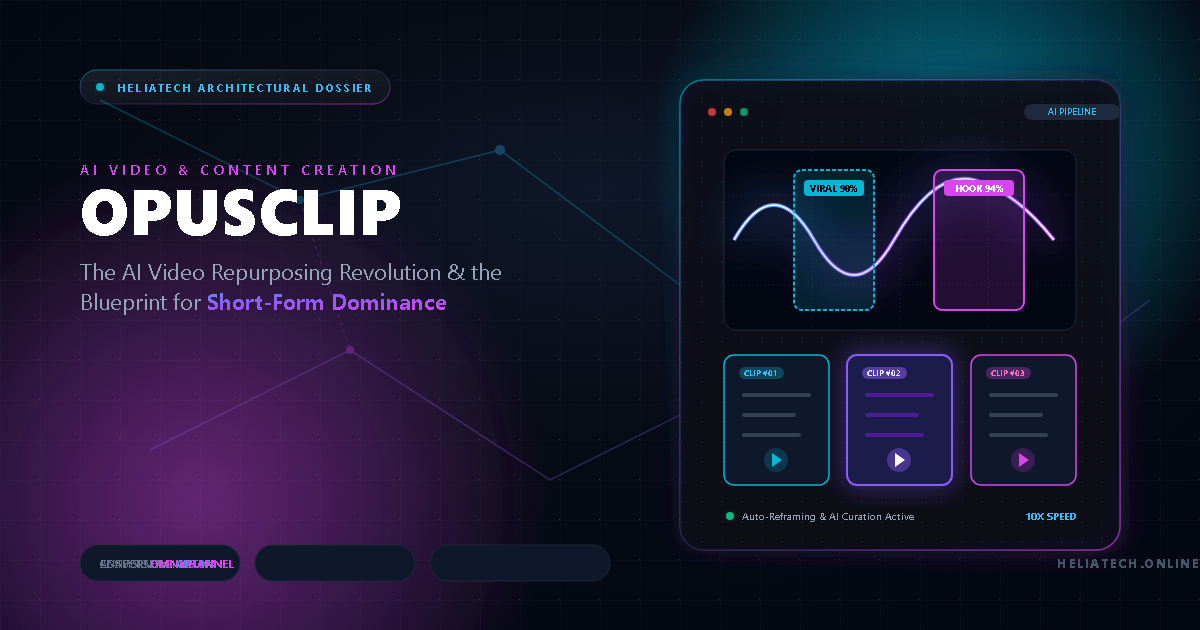 HELIATECH ARCHITECTURAL DOSSIER
AI VIDEO & CONTENT CREATION
OPUSCLIP
The AI Video Repurposing Revolution & the
Blueprint for Short-Form Dominance
AI PIPELINE
VIRAL 98%
HOOK 94%
CLIP #01
CLIP #02
CLIP #03
Auto-Reframing & AI Curation Active
10X SPEED
HELIATECH.ONLINE